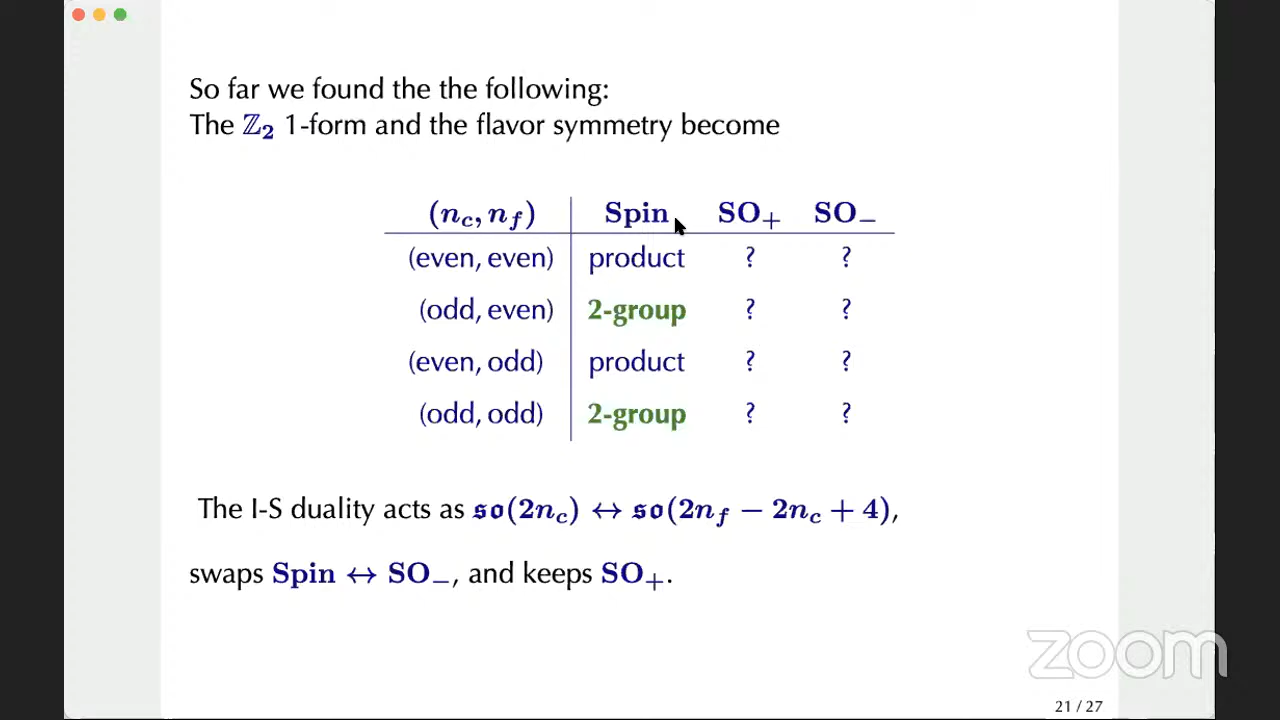 So far we found the the following:
The ℤ₂ 1-form and the flavor symmetry become
(n_c, n_f) Spin SO₊ SO₋
(even, even) product ? ?
(odd, even) 2-group ? ?
(even, odd) product ? ?
(odd, odd) 2-group ? ?
The I-S duality acts as 𝔰𝔬(2n_c) ↔ 𝔰𝔬(2n_f − 2n_c + 4),
swaps Spin ↔ SO₋, and keeps SO₊.
zoom
21 / 27